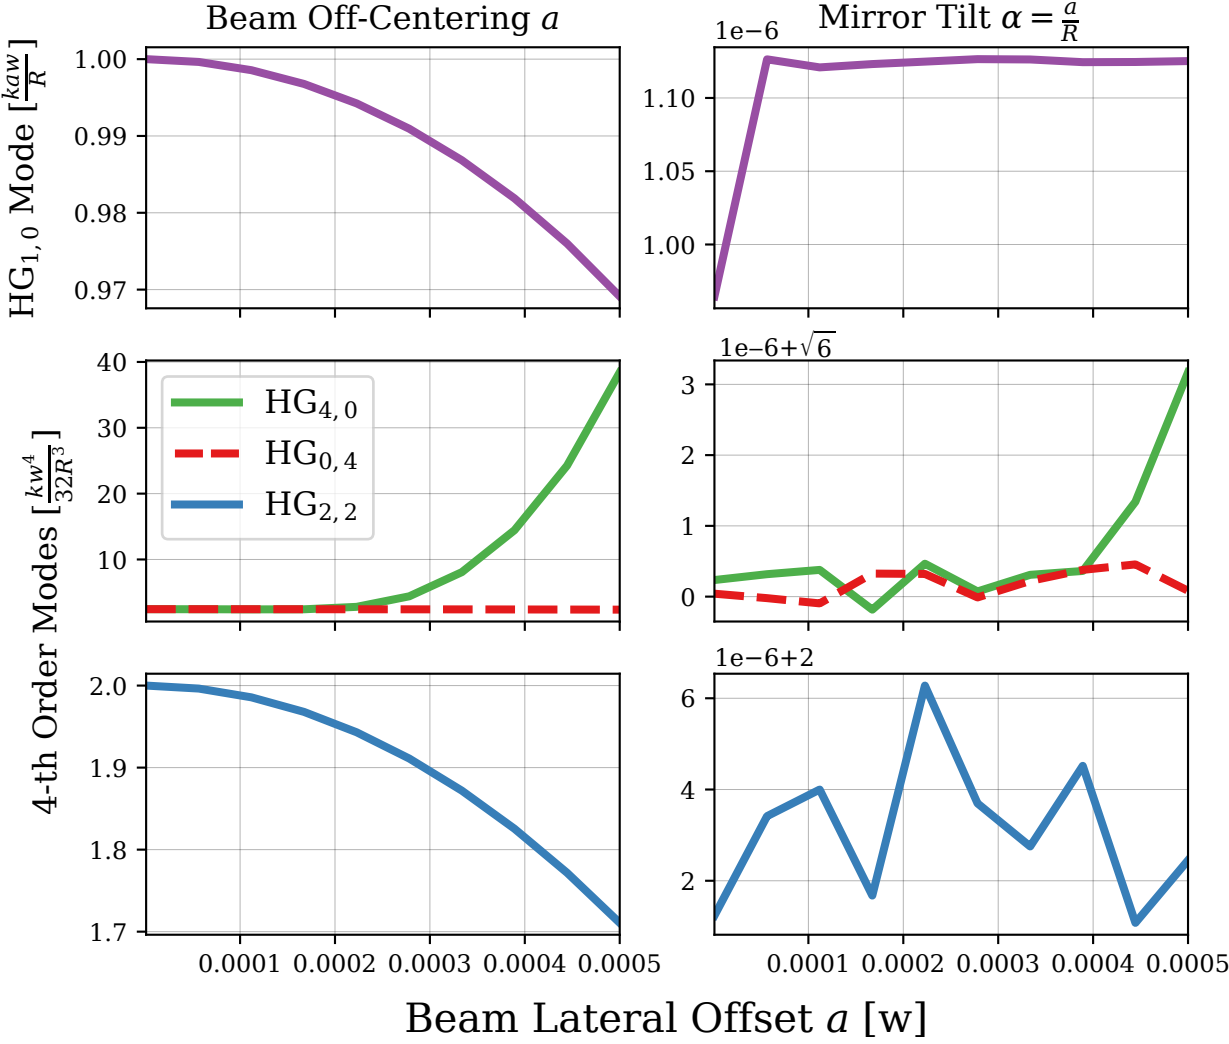 Beam Off-Centering a
Mirror Tilt α = a/R
HG1,0 Mode [kaw/R]
1.00
0.99
0.98
0.97
1e−6
1.10
1.05
1.00
4-th Order Modes [kw^4/32R^3]
40
30
20
10
HG4,0
HG0,4
HG2,2
1e−6+√6
3
2
1
0
2.0
1.9
1.8
1.7
0.0001 0.0002 0.0003 0.0004 0.0005
1e−6+2
6
4
2
0.0001 0.0002 0.0003 0.0004 0.0005
Beam Lateral Offset a [w]